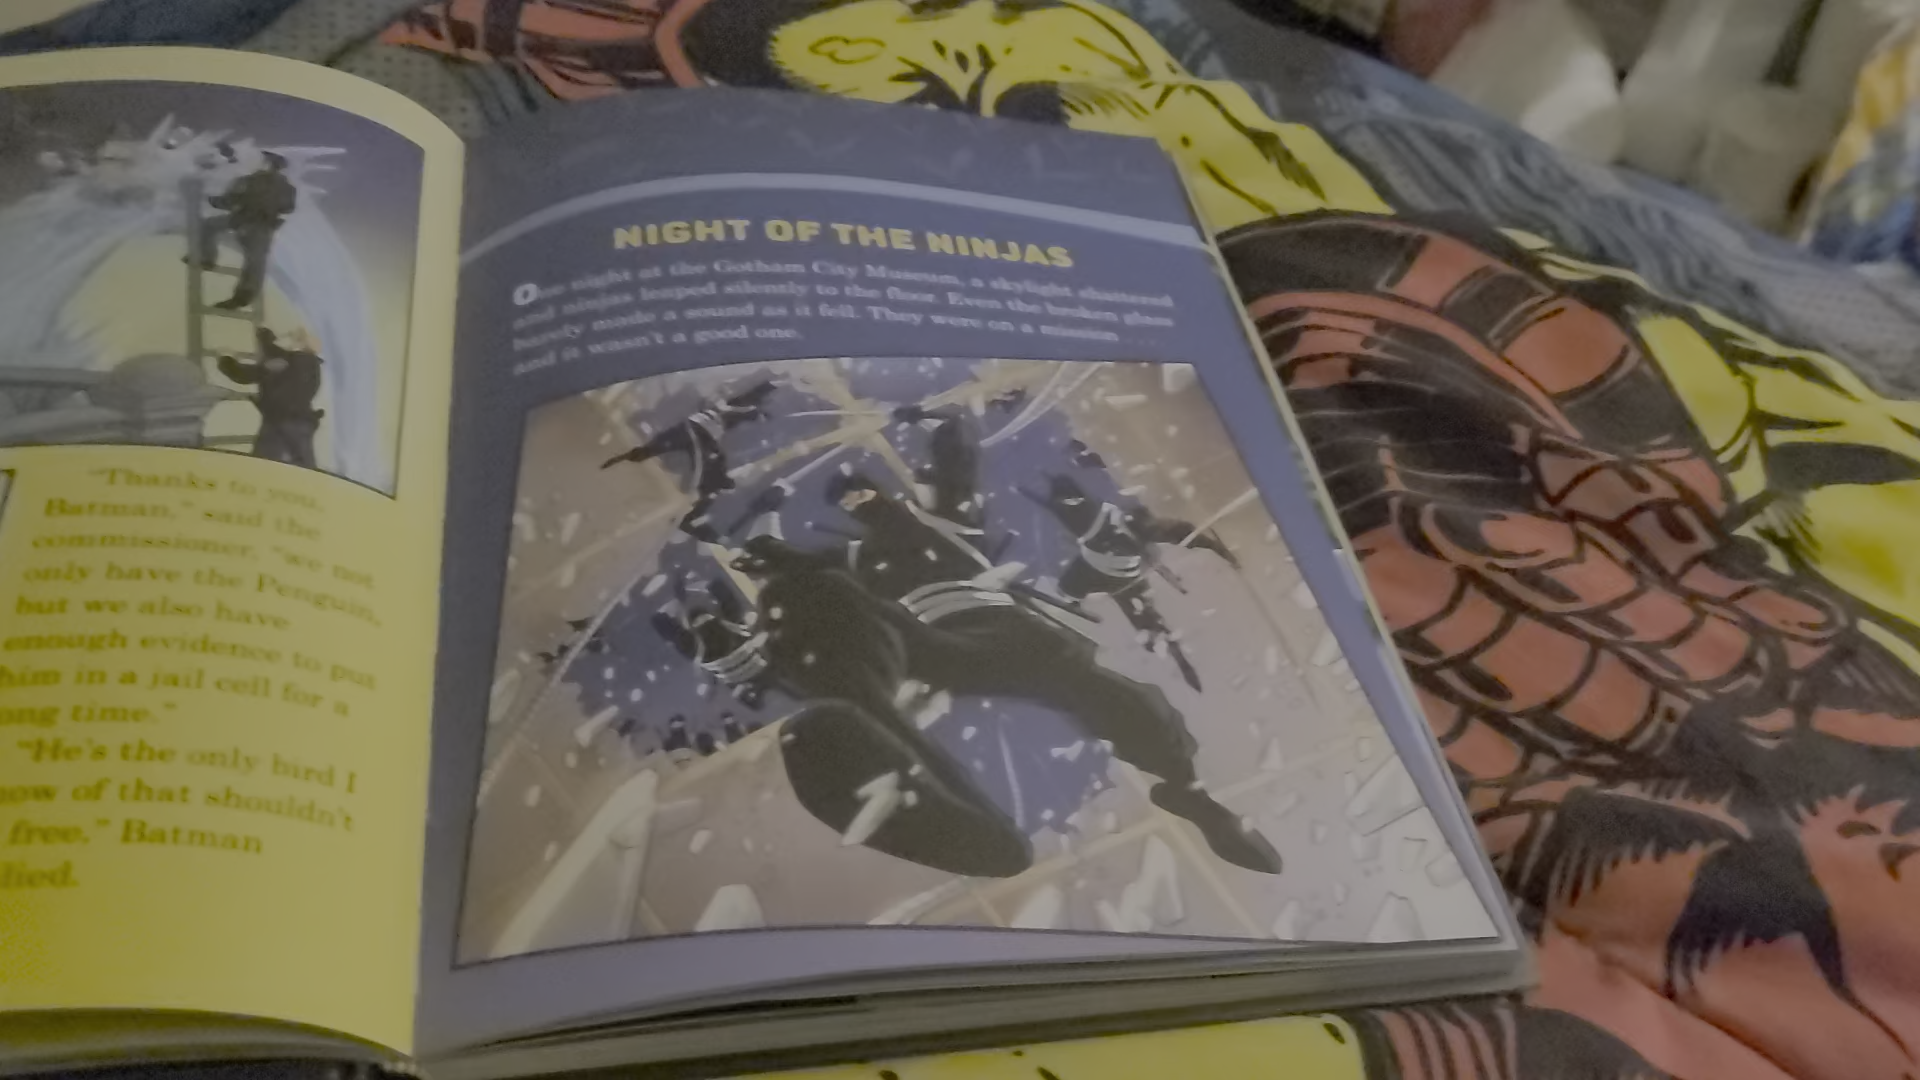 "Thanks to you,
Batman," said the
commissioner, "we not
only have the Penguin,
but we also have
enough evidence to put
him in a jail cell for a
ong time."
"He's the only bird I
ow of that shouldn't
free." Batman
lied.
NIGHT OF THE NINJAS
One night at the Gotham City Museum, a skylight shattered
and ninjas leaped silently to the floor. Even the broken glass
barely made a sound as it fell. They were on a mission . . .
and it wasn't a good one.